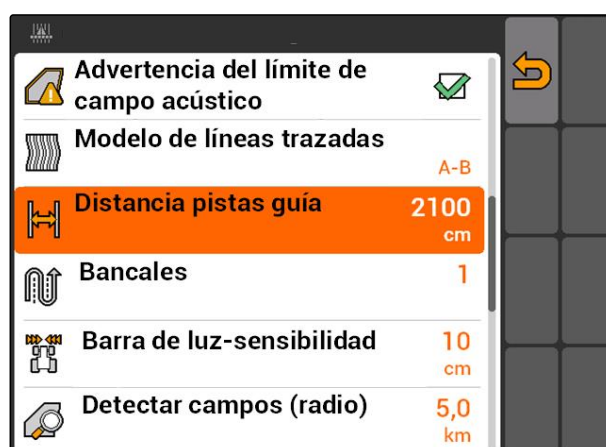 Advertencia del límite de
campo acústico
Modelo de líneas trazadas
A-B
Distancia pistas guía 2100
cm
Bancales 1
Barra de luz-sensibilidad 10
cm
Detectar campos (radio) 5,0
km